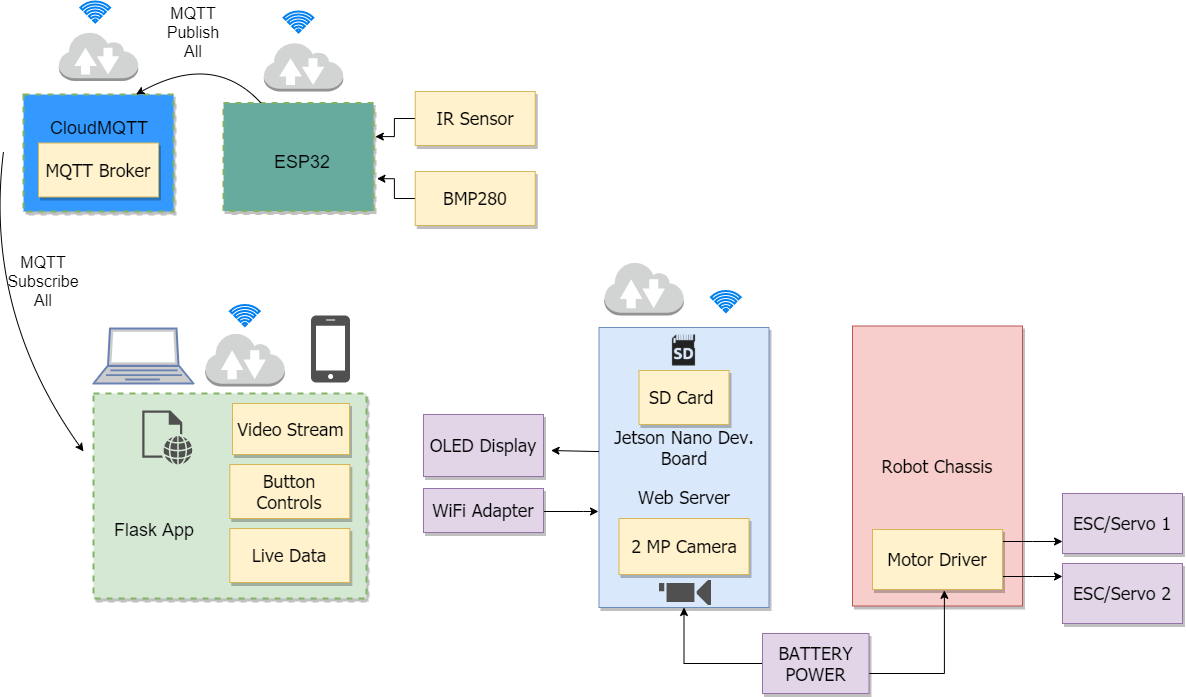 MQTT
Publish
All
CloudMQTT
MQTT Broker
ESP32
IR Sensor
BMP280
MQTT
Subscribe
All
Flask App
Video Stream
Button
Controls
Live Data
OLED Display
WiFi Adapter
SD
SD Card
Jetson Nano Dev.
Board
Web Server
2 MP Camera
Robot Chassis
Motor Driver
ESC/Servo 1
ESC/Servo 2
BATTERY
POWER